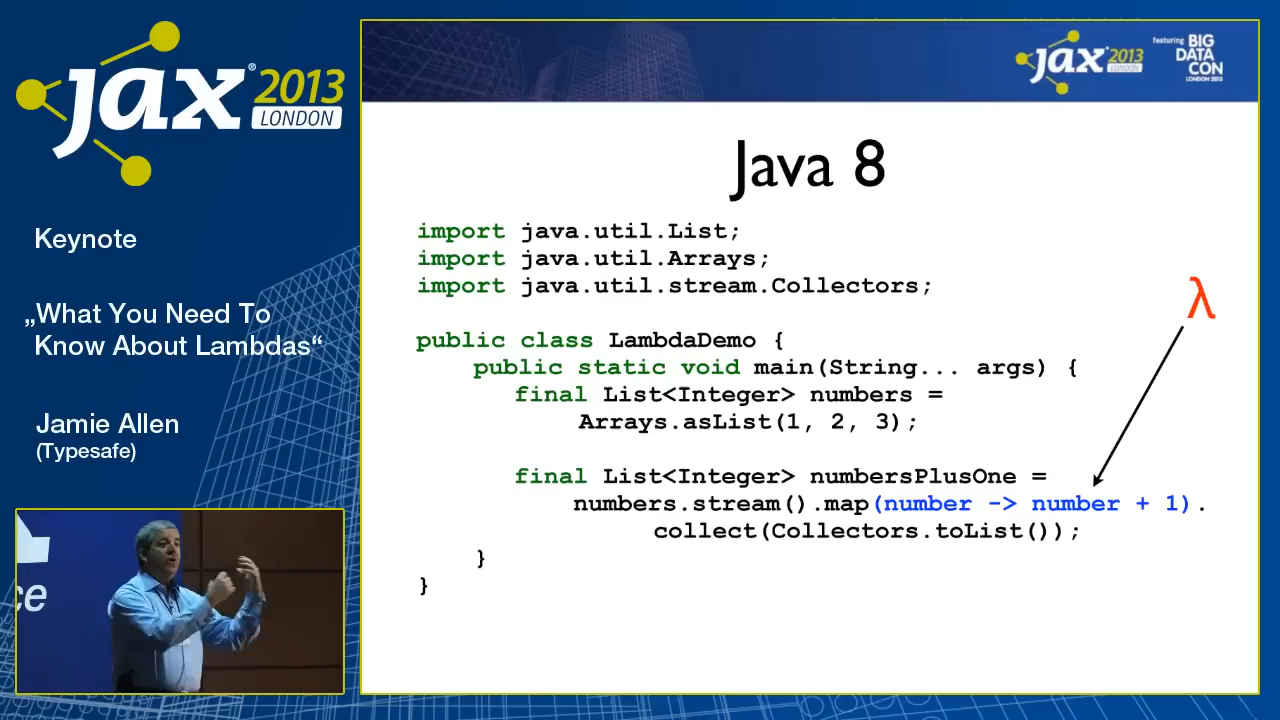 jax® 2013
LONDON
Keynote
„What You Need To
Know About Lambdas“
Jamie Allen
(Typesafe)
ce
jax 2013
LONDON
featuring BIG
DATA
CON
LONDON 2013
Java 8
import java.util.List;
import java.util.Arrays;
import java.util.stream.Collectors;
λ
public class LambdaDemo {
public static void main(String... args) {
final List<Integer> numbers =
Arrays.asList(1, 2, 3);
final List<Integer> numbersPlusOne =
numbers.stream().map(number -> number + 1).
collect(Collectors.toList());
}
}